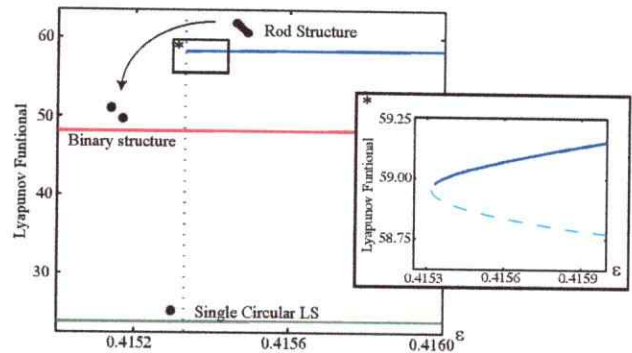 60
50
40
30
Lyapunov Funtional
*
Rod Structure
Binary structure
Single Circular LS
0.4152
0.4156
0.4160
ε
*
59.25
59.00
58.75
Lyapunov Funtional
0.4153
0.4156
0.4159
ε